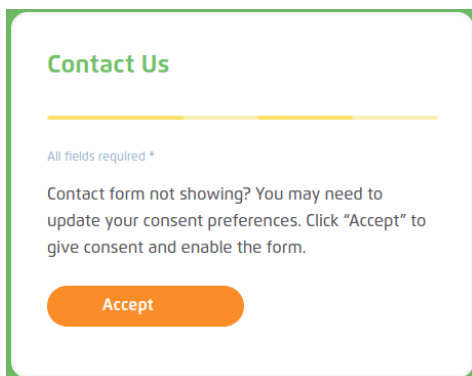 Contact Us
All fields required *
Contact form not showing? You may need to
update your consent preferences. Click “Accept” to
give consent and enable the form.
Accept